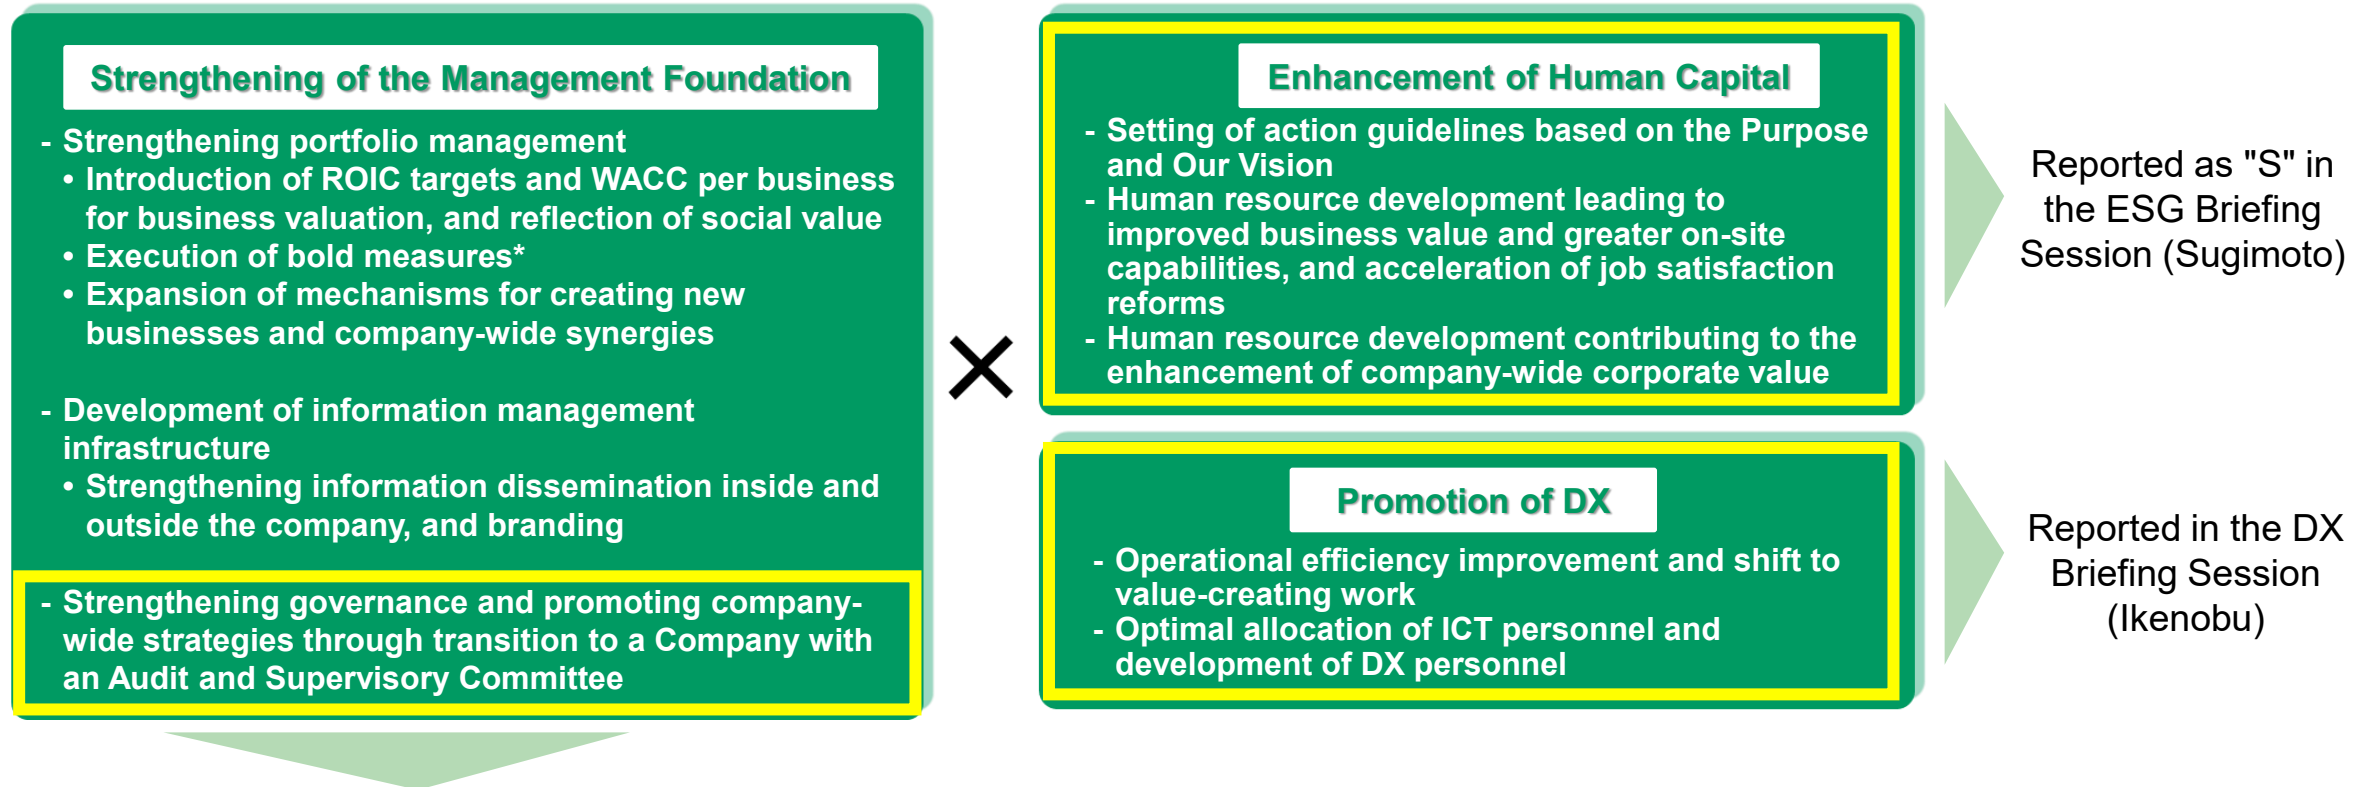 Strengthening of the Management Foundation
- Strengthening portfolio management
• Introduction of ROIC targets and WACC per business
for business valuation, and reflection of social value
• Execution of bold measures*
• Expansion of mechanisms for creating new
businesses and company-wide synergies
- Development of information management
infrastructure
• Strengthening information dissemination inside and
outside the company, and branding
- Strengthening governance and promoting company-
wide strategies through transition to a Company with
an Audit and Supervisory Committee
×
Enhancement of Human Capital
- Setting of action guidelines based on the Purpose
and Our Vision
- Human resource development leading to
improved business value and greater on-site
capabilities, and acceleration of job satisfaction
reforms
- Human resource development contributing to the
enhancement of company-wide corporate value
Reported as "S" in
the ESG Briefing
Session (Sugimoto)
Promotion of DX
- Operational efficiency improvement and shift to
value-creating work
- Optimal allocation of ICT personnel and
development of DX personnel
Reported in the DX
Briefing Session
(Ikenobu)